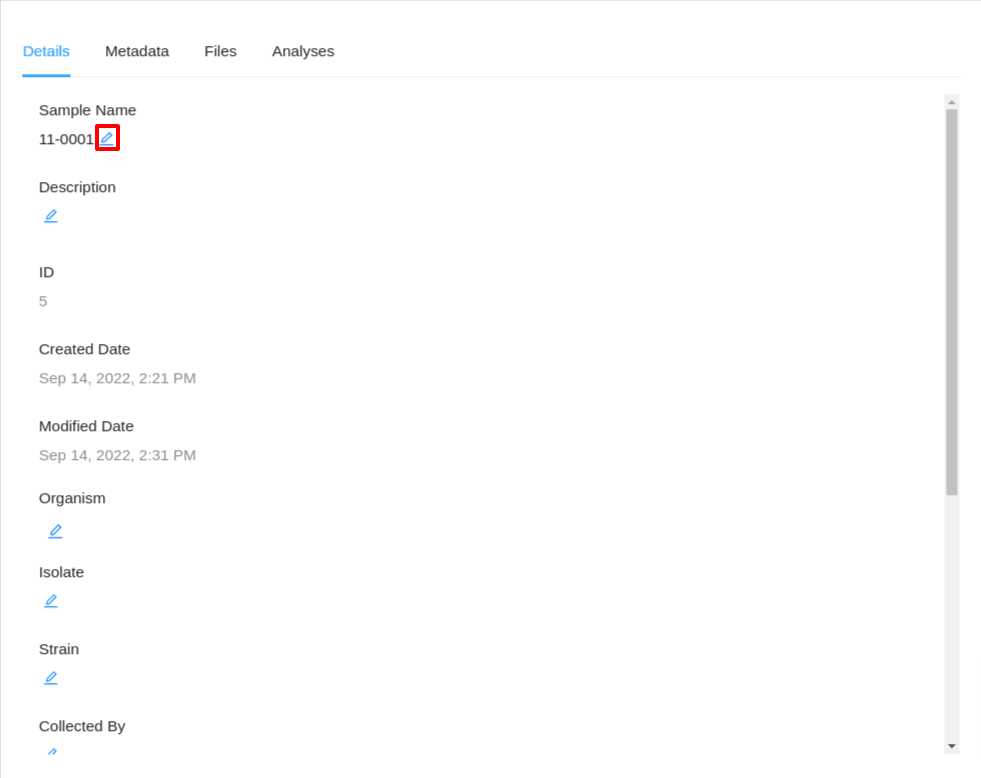 Details Metadata Files Analyses
Sample Name
11-0001
Description
ID
5
Created Date
Sep 14, 2022, 2:21 PM
Modified Date
Sep 14, 2022, 2:31 PM
Organism
Isolate
Strain
Collected By